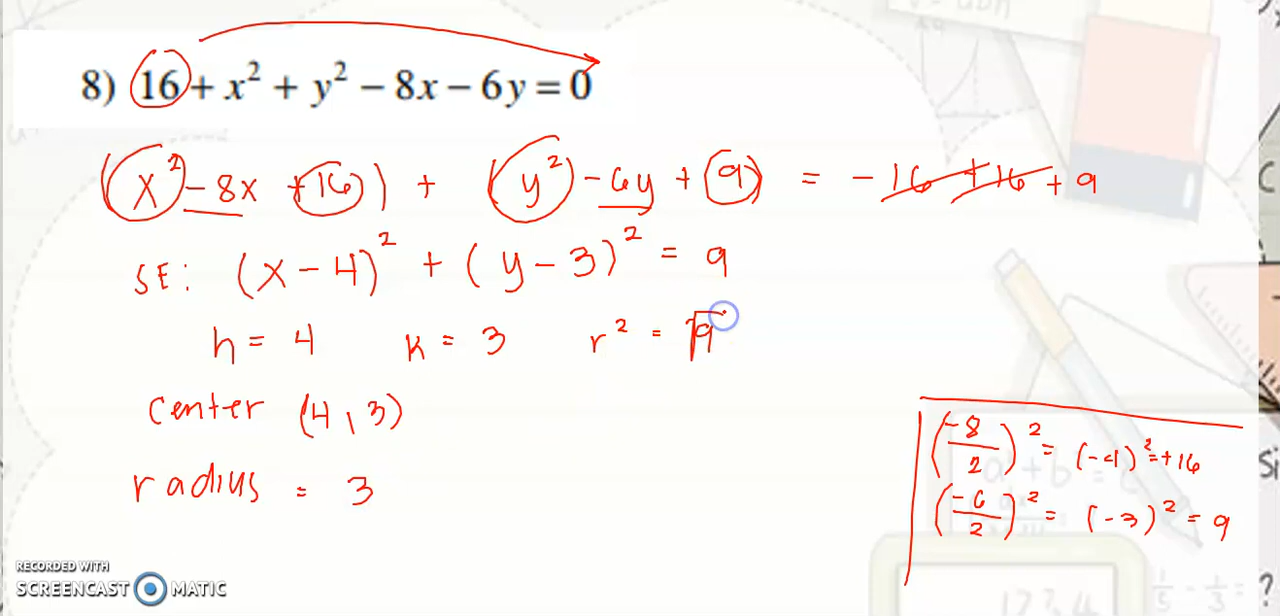 8) 16 + x² + y² − 8x − 6y = 0
(x² − 8x + 16) + (y² − 6y + 9) = − 16 + 16 + 9
SE: (x − 4)² + (y − 3)² = 9
h = 4 k = 3 r² = √9
center (4, 3)
radius = 3
(−8/2)² = (−4)² = +16
(−6/2)² = (−3)² = 9
RECORDED WITH
SCREENCAST MATIC